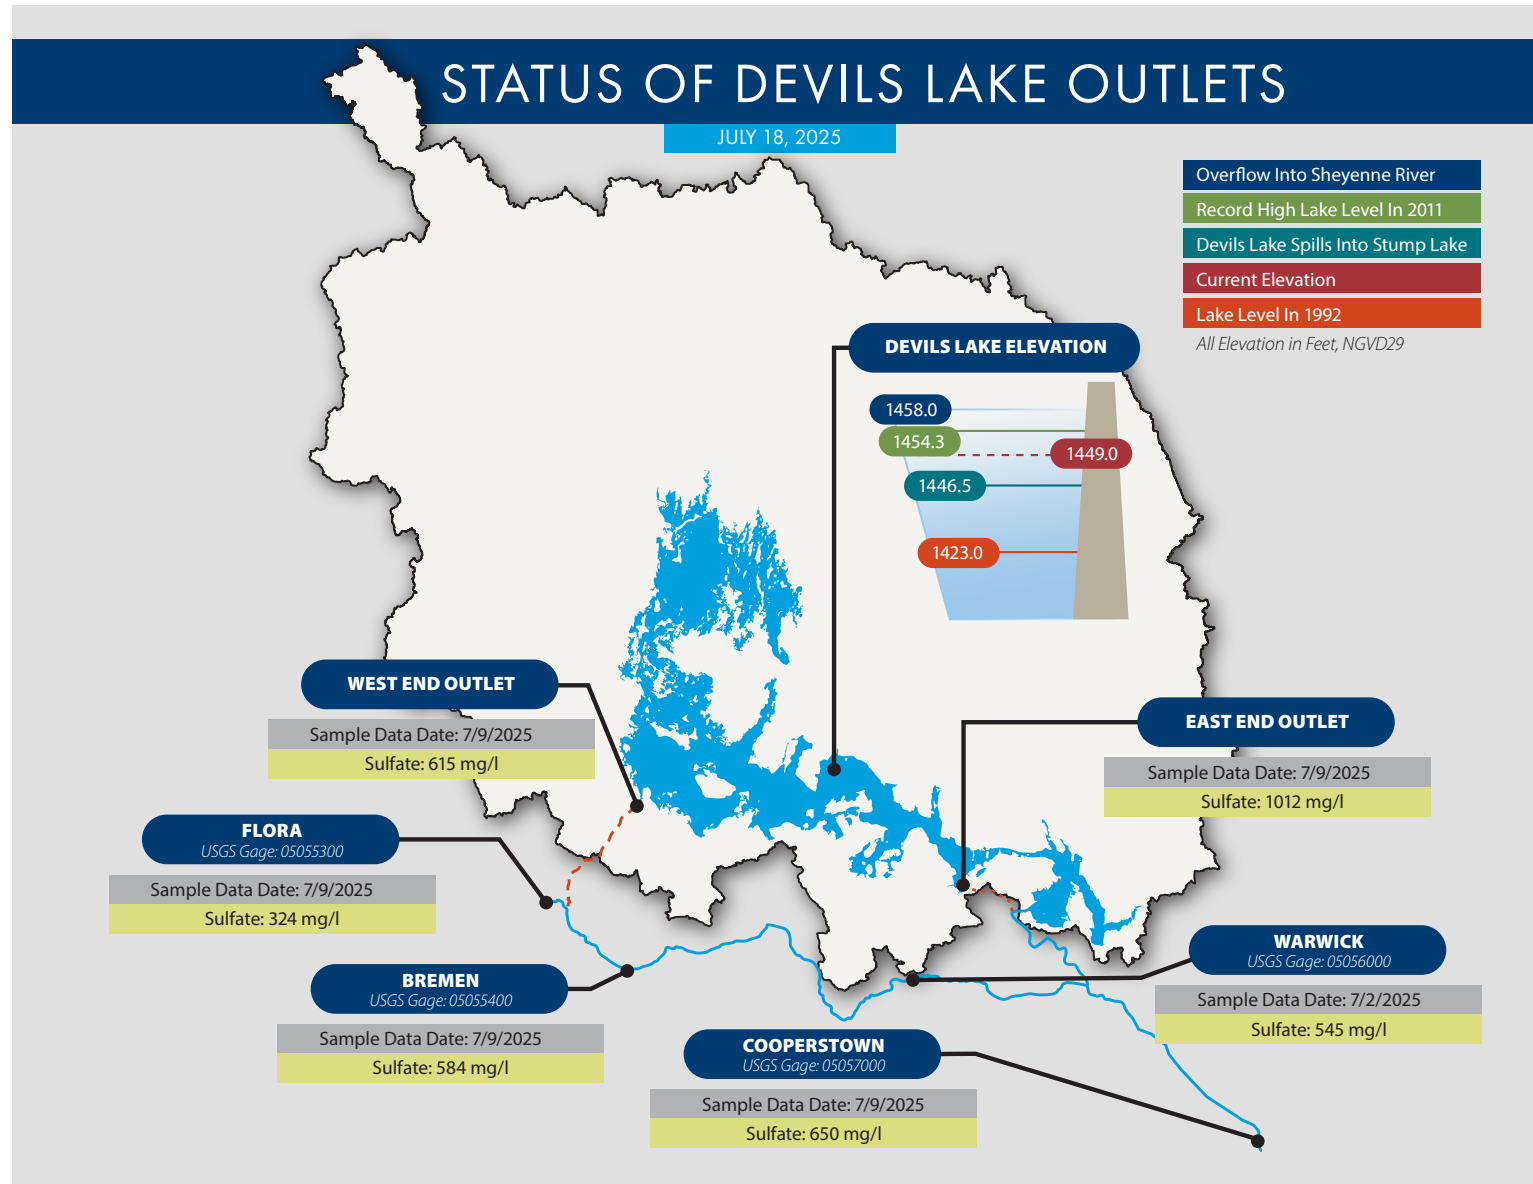 STATUS OF DEVILS LAKE OUTLETS
JULY 18, 2025
Overflow Into Sheyenne River
Record High Lake Level In 2011
Devils Lake Spills Into Stump Lake
Current Elevation
Lake Level In 1992
All Elevation in Feet, NGVD29
DEVILS LAKE ELEVATION
1458.0
1454.3
1449.0
1446.5
1423.0
WEST END OUTLET
Sample Data Date: 7/9/2025
Sulfate: 615 mg/l
EAST END OUTLET
Sample Data Date: 7/9/2025
Sulfate: 1012 mg/l
FLORA
USGS Gage: 05055300
Sample Data Date: 7/9/2025
Sulfate: 324 mg/l
BREMEN
USGS Gage: 05055400
Sample Data Date: 7/9/2025
Sulfate: 584 mg/l
WARWICK
USGS Gage: 05056000
Sample Data Date: 7/2/2025
Sulfate: 545 mg/l
COOPERSTOWN
USGS Gage: 05057000
Sample Data Date: 7/9/2025
Sulfate: 650 mg/l